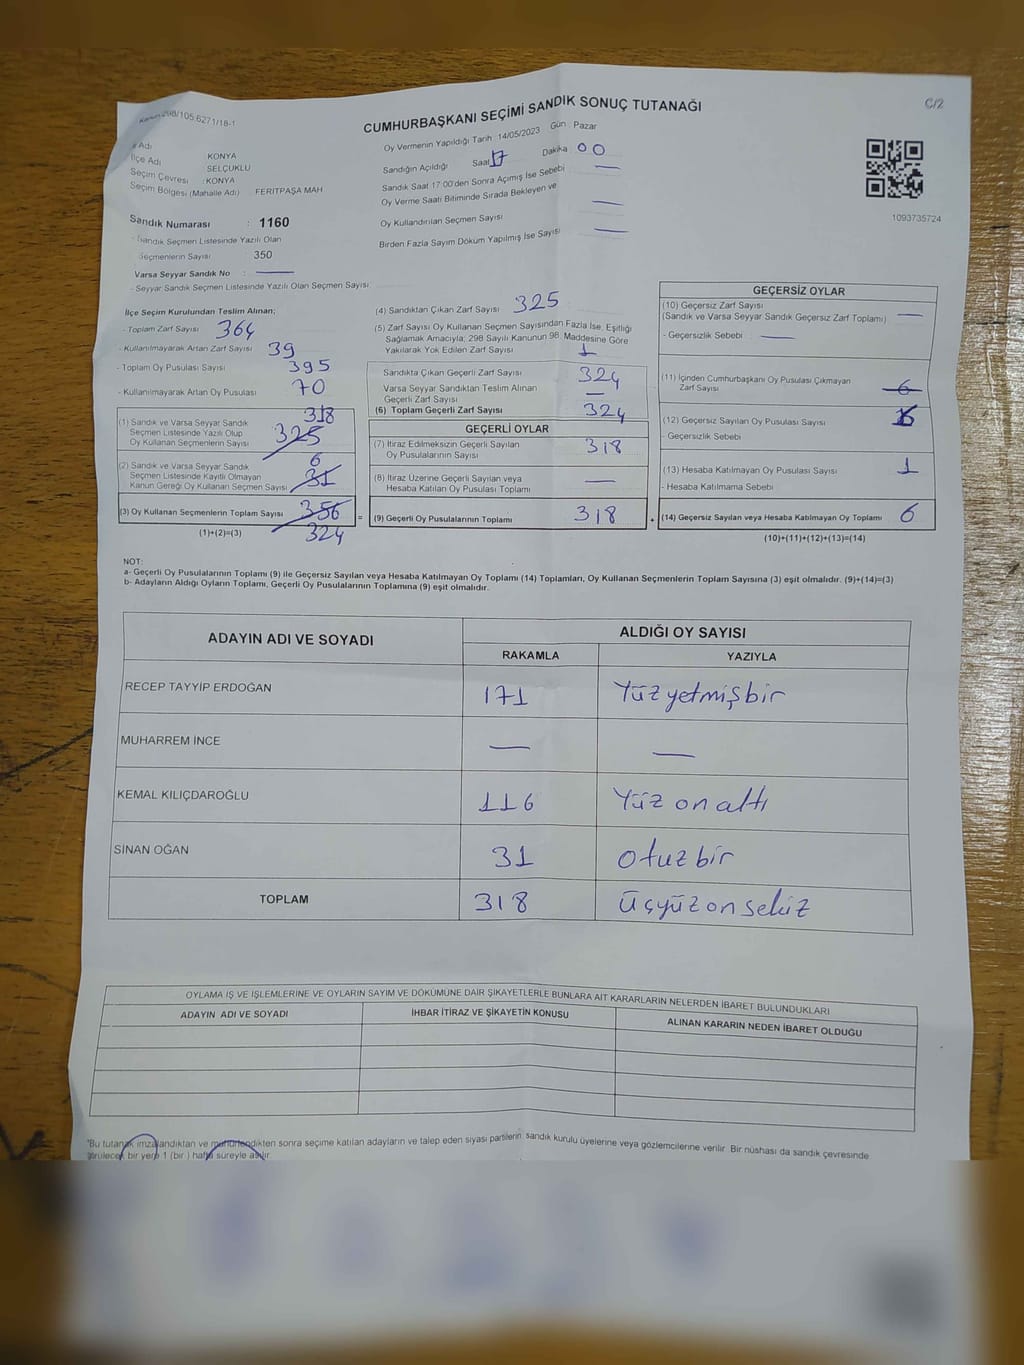 Kanun 298/105.6271/18-1
CUMHURBAŞKANI SEÇİMİ SANDIK SONUÇ TUTANAĞI
C/2
Adı : KONYA
İlçe Adı : SELÇUKLU
Seçim Çevresi : KONYA
Seçim Bölgesi (Mahalle Adı) FERİTPAŞA MAH
Sandık Numarası : 1160
Sandık Seçmen Listesinde Yazılı Olan
Seçmenlerin Sayısı 350
Varsa Seyyar Sandık No : —
- Seyyar Sandık Seçmen Listesinde Yazılı Olan Seçmen Sayısı :
Oy Vermenin Yapıldığı Tarih :14/05/2023 Gün : Pazar
Sandığın Açıldığı Saat 17 Dakika 00
Sandık Saat 17:00'den Sonra Açımış İse Sebebi —
Oy Verme Saati Bitiminde Sırada Bekleyen ve
Oy Kullandırılan Seçmen Sayısı —
Birden Fazla Sayım Döküm Yapılmış İse Sayısı —
1093735724
İlçe Seçim Kurulundan Teslim Alınan;
- Toplam Zarf Sayısı 364
- Kullanılmayarak Artan Zarf Sayısı 39
- Toplam Oy Pusulası Sayısı 395
- Kullanılmayarak Artan Oy Pusulası 70
318
(1) Sandık ve Varsa Seyyar Sandık
Seçmen Listesinde Yazılı Olup
Oy Kullanan Seçmenlerin Sayısı 325
6
(2) Sandık ve Varsa Seyyar Sandık
Seçmen Listesinde Kayıtlı Olmayan
Kanun Gereği Oy Kullanan Seçmen Sayısı 31
(3) Oy Kullanan Seçmenlerin Toplam Sayısı 356 =
(1)+(2)=(3) 324
(4) Sandıktan Çıkan Zarf Sayısı 325
(5) Zarf Sayısı Oy Kullanan Seçmen Sayısından Fazla İse, Eşitliği
Sağlamak Amacıyla; 298 Sayılı Kanunun 98. Maddesine Göre
Yakılarak Yok Edilen Zarf Sayısı 1
Sandıkta Çıkan Geçerli Zarf Sayısı 324
Varsa Seyyar Sandıktan Teslim Alınan
Geçerli Zarf Sayısı —
(6) Toplam Geçerli Zarf Sayısı 324
GEÇERLİ OYLAR
(7) İtiraz Edilmeksizin Geçerli Sayılan
Oy Pusulalarının Sayısı 318
(8) İtiraz Üzerine Geçerli Sayılan veya
Hesaba Katılan Oy Pusulası Toplamı —
(9) Geçerli Oy Pusulalarının Toplamı 318 +
GEÇERSİZ OYLAR
(10) Geçersiz Zarf Sayısı
(Sandık ve Varsa Seyyar Sandık Geçersiz Zarf Toplamı) —
- Geçersizlik Sebebi : —
(11) İçinden Cumhurbaşkanı Oy Pusulası Çıkmayan
Zarf Sayısı 6
(12) Geçersiz Sayılan Oy Pusulası Sayısı
- Geçersizlik Sebebi
(13) Hesaba Katılmayan Oy Pusulası Sayısı 1
- Hesaba Katılmama Sebebi
(14) Geçersiz Sayılan veya Hesaba Katılmayan Oy Toplamı 6
(10)+(11)+(12)+(13)=(14)
NOT:
a- Geçerli Oy Pusulalarının Toplamı (9) ile Geçersiz Sayılan veya Hesaba Katılmayan Oy Toplamı (14) Toplamları, Oy Kullanan Seçmenlerin Toplam Sayısına (3) eşit olmalıdır. (9)+(14)=(3)
b- Adayların Aldığı Oyların Toplamı, Geçerli Oy Pusulalarının Toplamına (9) eşit olmalıdır.
ADAYIN ADI VE SOYADI ALDIĞI OY SAYISI
RAKAMLA YAZIYLA
RECEP TAYYİP ERDOĞAN 171 Yüz yetmiş bir
MUHARREM İNCE — —
KEMAL KILIÇDAROĞLU 116 Yüz on altı
SİNAN OĞAN 31 otuz bir
TOPLAM 318 üçyüz on sekiz
OYLAMA İŞ VE İŞLEMLERİNE VE OYLARIN SAYIM VE DÖKÜMÜNE DAİR ŞİKAYETLERLE BUNLARA AİT KARARLARIN NELERDEN İBARET BULUNDUKLARI
ADAYIN ADI VE SOYADI İHBAR İTİRAZ VE ŞİKAYETİN KONUSU ALINAN KARARIN NEDEN İBARET OLDUĞU
*Bu tutanak imzalandıktan ve mühürlendikten sonra seçime katılan adayların ve talep eden siyasi partilerin sandık kurulu üyelerine veya gözlemcilerine verilir. Bir nüshası da sandık çevresinde
görülecek bir yere 1 (bir ) hafta süreyle asılır.